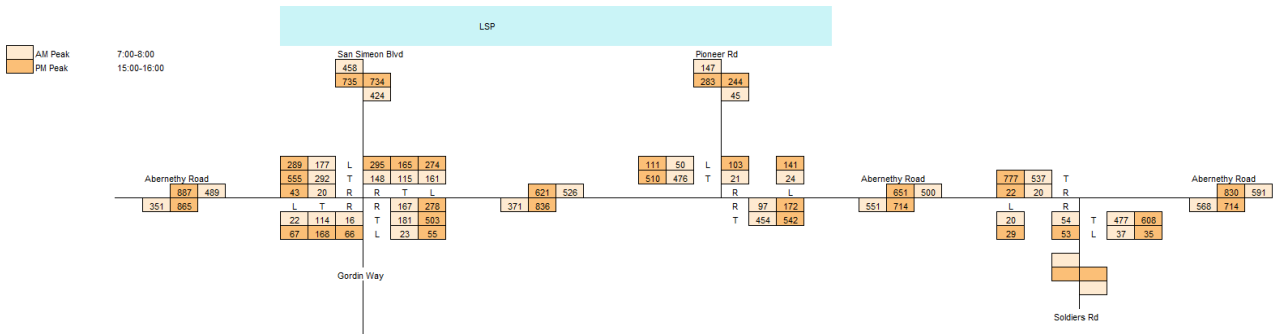 LSP
AM Peak 7:00-8:00
PM Peak 15:00-16:00
San Simeon Blvd
Pioneer Rd
458
147
735 734
283 244
424
45
289 177 L 295 165 274
111 50 L 103 141
555 292 T 148 115 161
510 476 T 21 24
777 537 T
Abernethy Road
Abernethy Road
Abernethy Road
887 489
43 20 R R T L
621 526
R L
651 500
22 20 R
830 591
351 865
L T R R 167 278
371 836
R 97 172
551 714
L R
568 714
22 114 16 T 181 503
T 454 542
20 54 T 477 608
67 168 66 L 23 55
29 53 L 37 35
Gordin Way
Soldiers Rd